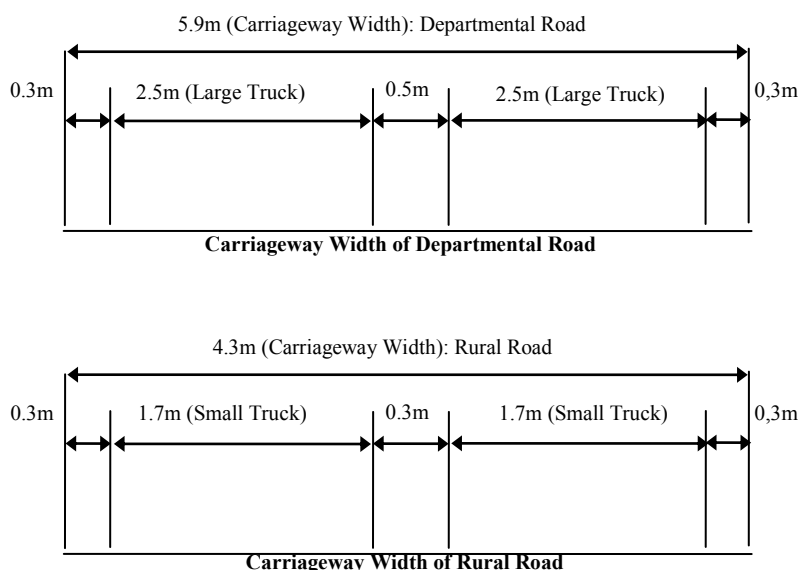 5.9m (Carriageway Width): Departmental Road
0.3m 2.5m (Large Truck) 0.5m 2.5m (Large Truck) 0,3m
Carriageway Width of Departmental Road
4.3m (Carriageway Width): Rural Road
0.3m 1.7m (Small Truck) 0.3m 1.7m (Small Truck) 0,3m
Carriageway Width of Rural Road